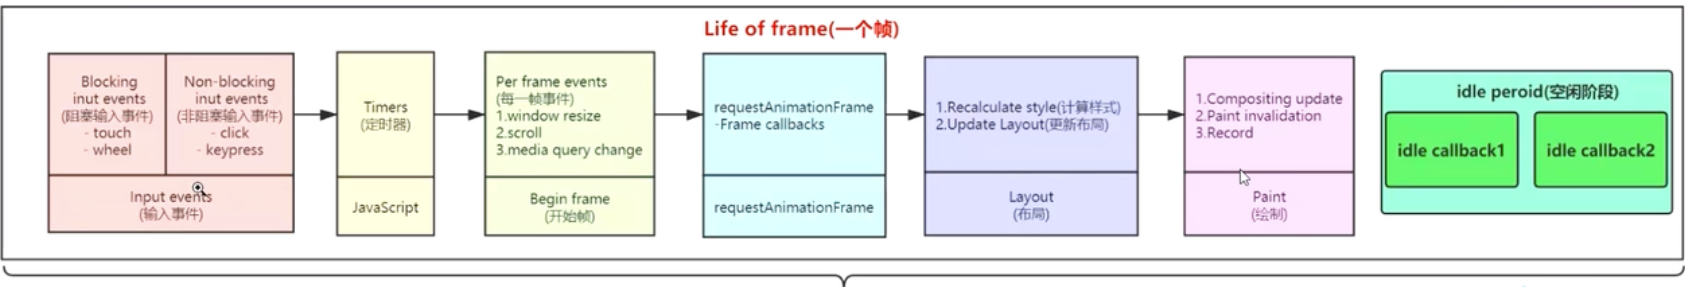 Life of frame(一个帧)
Blocking
inut events
(阻塞输入事件)
- touch
- wheel
Non-blocking
inut events
(非阻塞输入事件)
- click
- keypress
Input events
(输入事件)
Timers
(定时器)
JavaScript
Per frame events
(每一帧事件)
1.window resize
2.scroll
3.media query change
Begin frame
(开始帧)
requestAnimationFrame
-Frame callbacks
requestAnimationFrame
1.Recalculate style(计算样式)
2.Update Layout(更新布局)
Layout
(布局)
1.Compositing update
2.Paint invalidation
3.Record
Paint
(绘制)
idle peroid(空闲阶段)
idle callback1
idle callback2